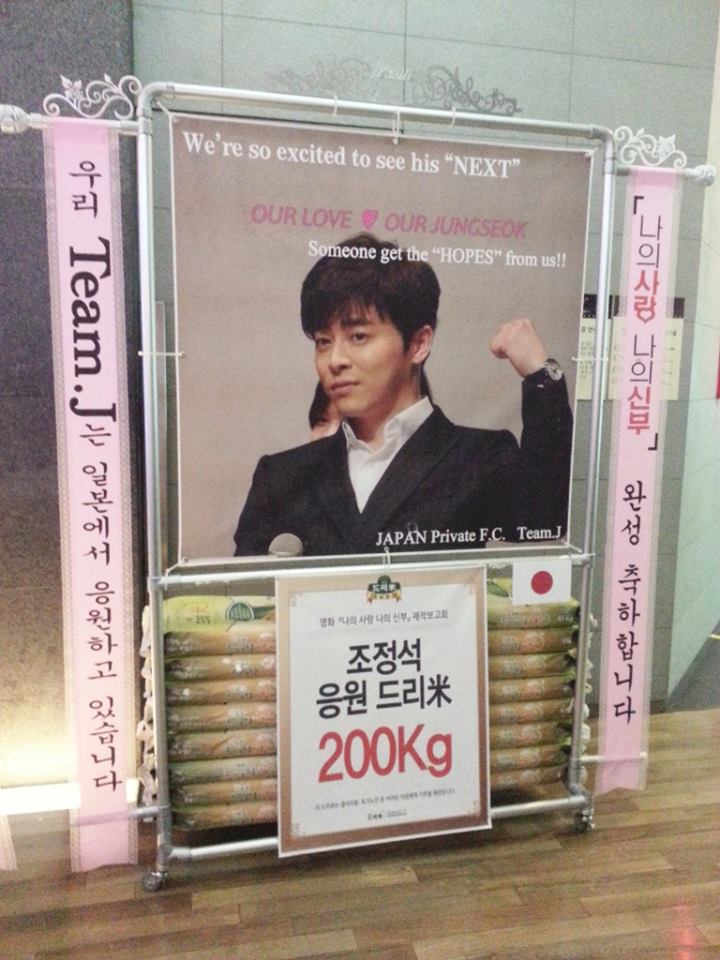 We're so excited to see his "NEXT"
OUR LOVE ♥ OUR JUNGSEOK
Someone get the "HOPES" from us!!
JAPAN Private F.C. Team.J
우리 Team.J는 일본에서 응원하고 있습니다
「나의사랑 나의신부」 완성 축하합니다
드리米
영화 『나의 사랑 나의 신부』 제작보고회
조정석
응원 드리米
200Kg